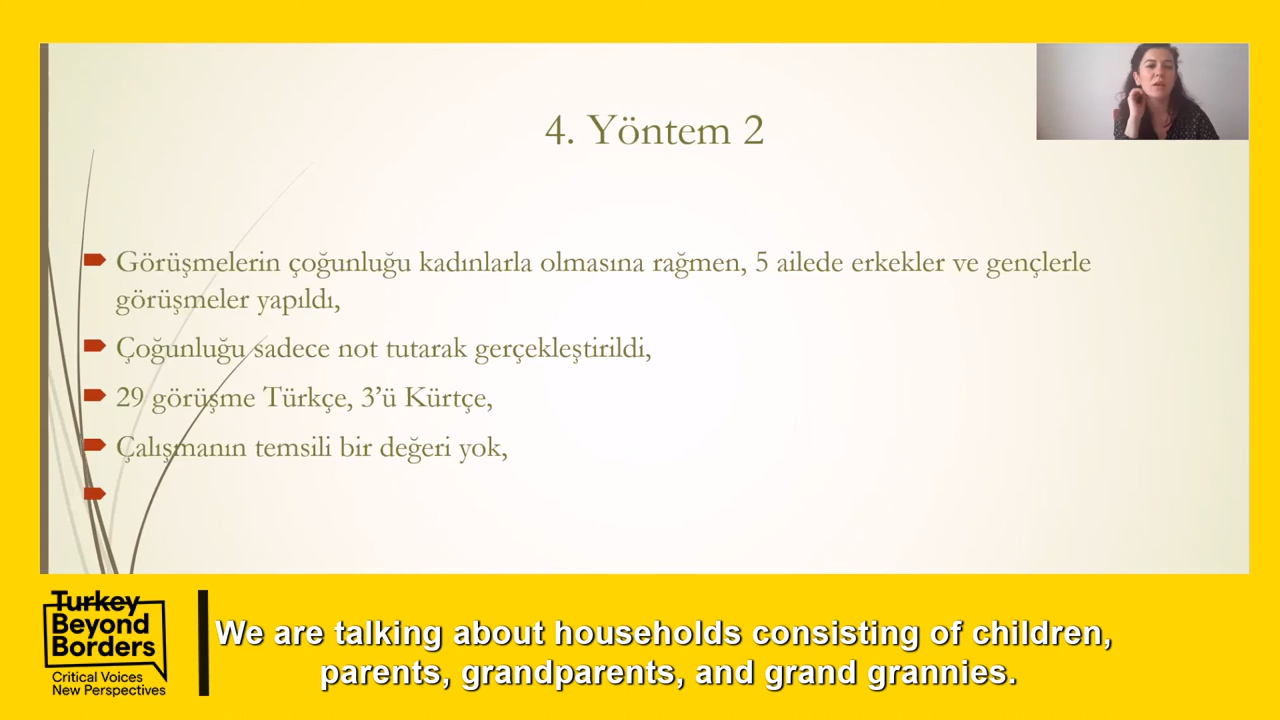 4. Yöntem 2
Görüşmelerin çoğunluğu kadınlarla olmasına rağmen, 5 ailede erkekler ve gençlerle
görüşmeler yapıldı,
Çoğunluğu sadece not tutarak gerçekleştirildi,
29 görüşme Türkçe, 3’ü Kürtçe,
Çalışmanın temsili bir değeri yok,
Turkey
Beyond
Borders
Critical Voices
New Perspectives
We are talking about households consisting of children,
parents, grandparents, and grand grannies.